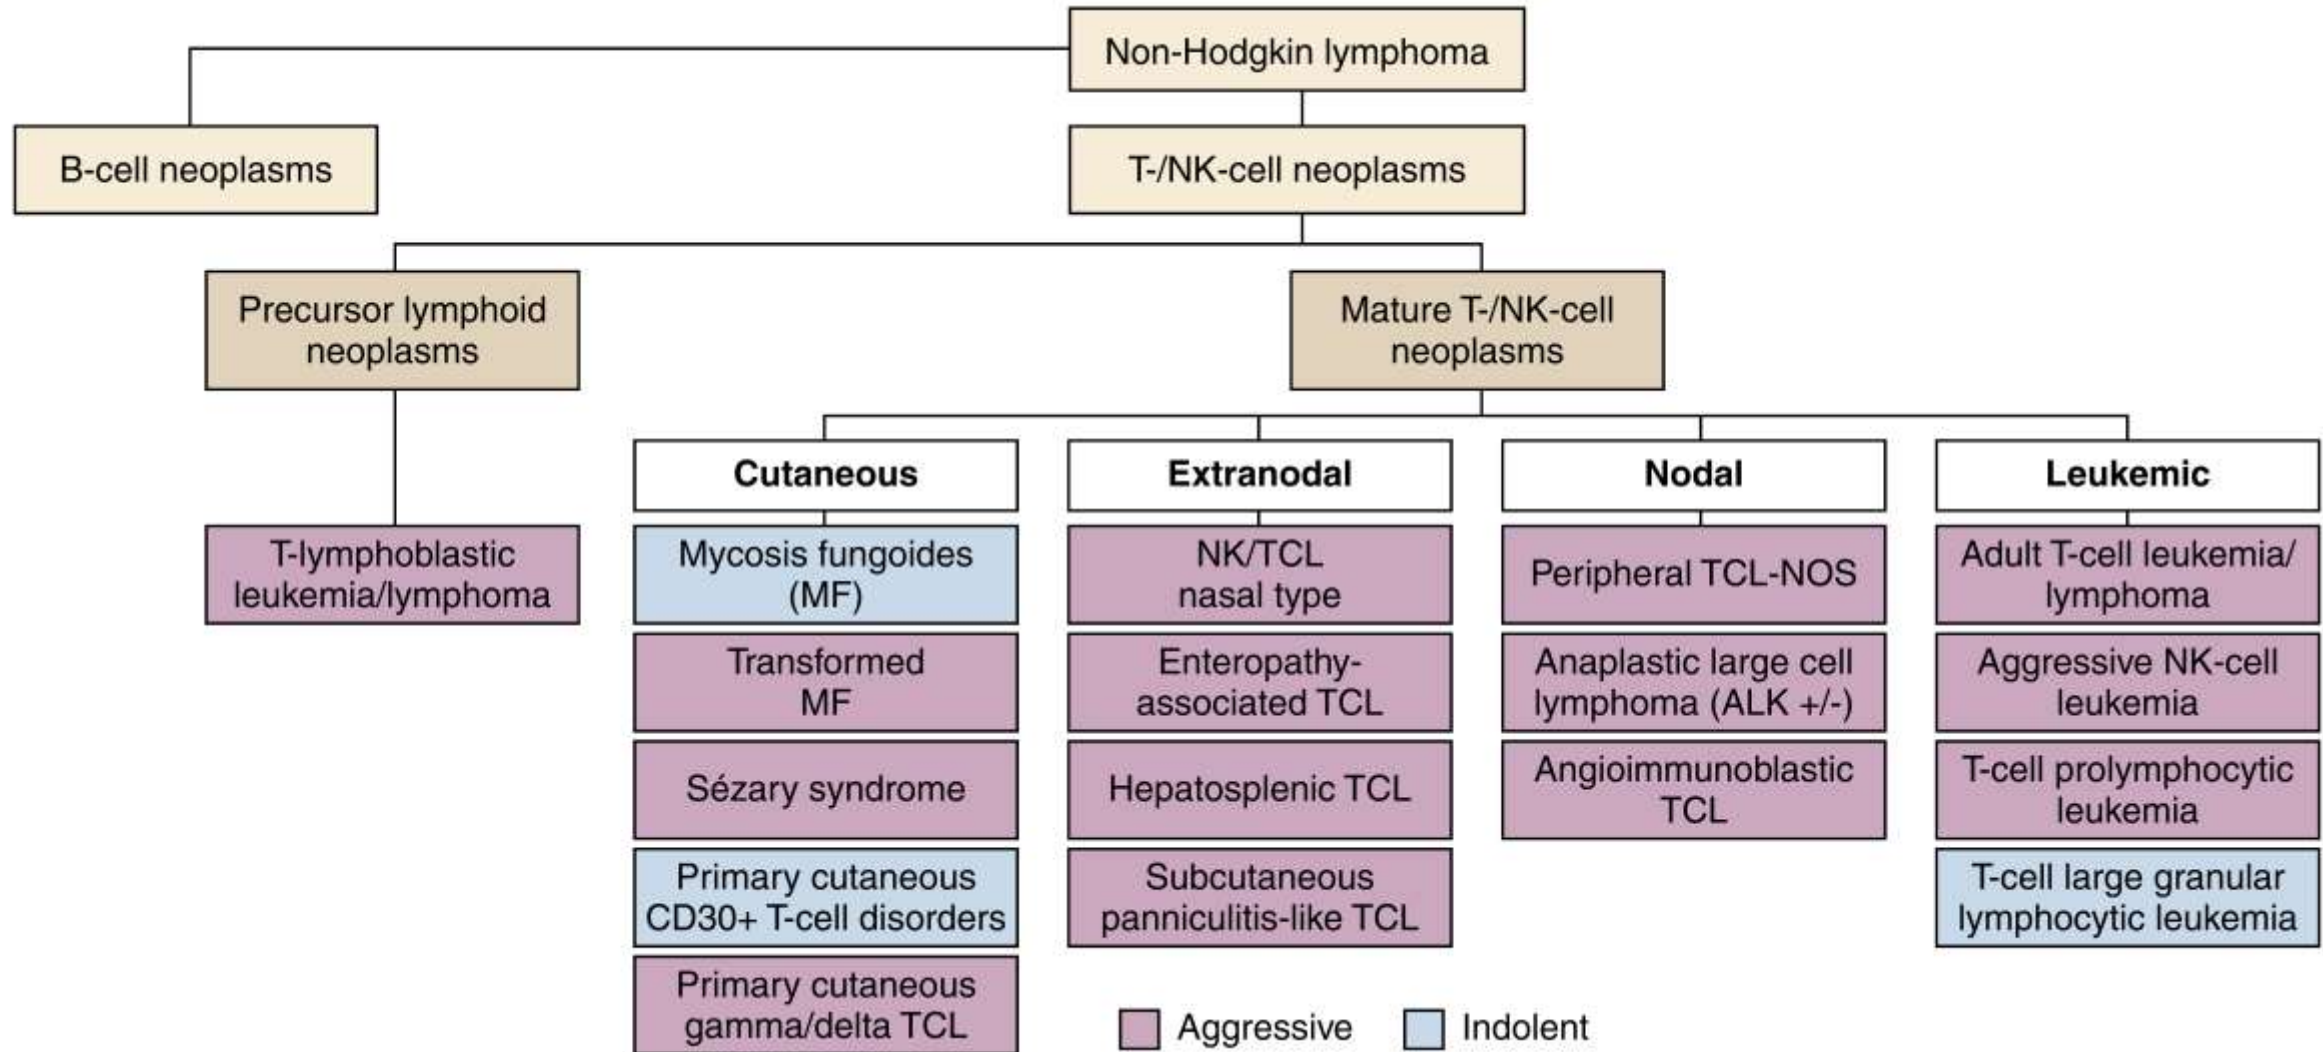 Non-Hodgkin lymphoma
B-cell neoplasms
T-/NK-cell neoplasms
Precursor lymphoid
neoplasms
Mature T-/NK-cell
neoplasms
T-lymphoblastic
leukemia/lymphoma
Cutaneous
Mycosis fungoides
(MF)
Transformed
MF
Sézary syndrome
Primary cutaneous
CD30+ T-cell disorders
Primary cutaneous
gamma/delta TCL
Extranodal
NK/TCL
nasal type
Enteropathy-
associated TCL
Hepatosplenic TCL
Subcutaneous
panniculitis-like TCL
Nodal
Peripheral TCL-NOS
Anaplastic large cell
lymphoma (ALK +/-)
Angioimmunoblastic
TCL
Leukemic
Adult T-cell leukemia/
lymphoma
Aggressive NK-cell
leukemia
T-cell prolymphocytic
leukemia
T-cell large granular
lymphocytic leukemia
Aggressive
Indolent